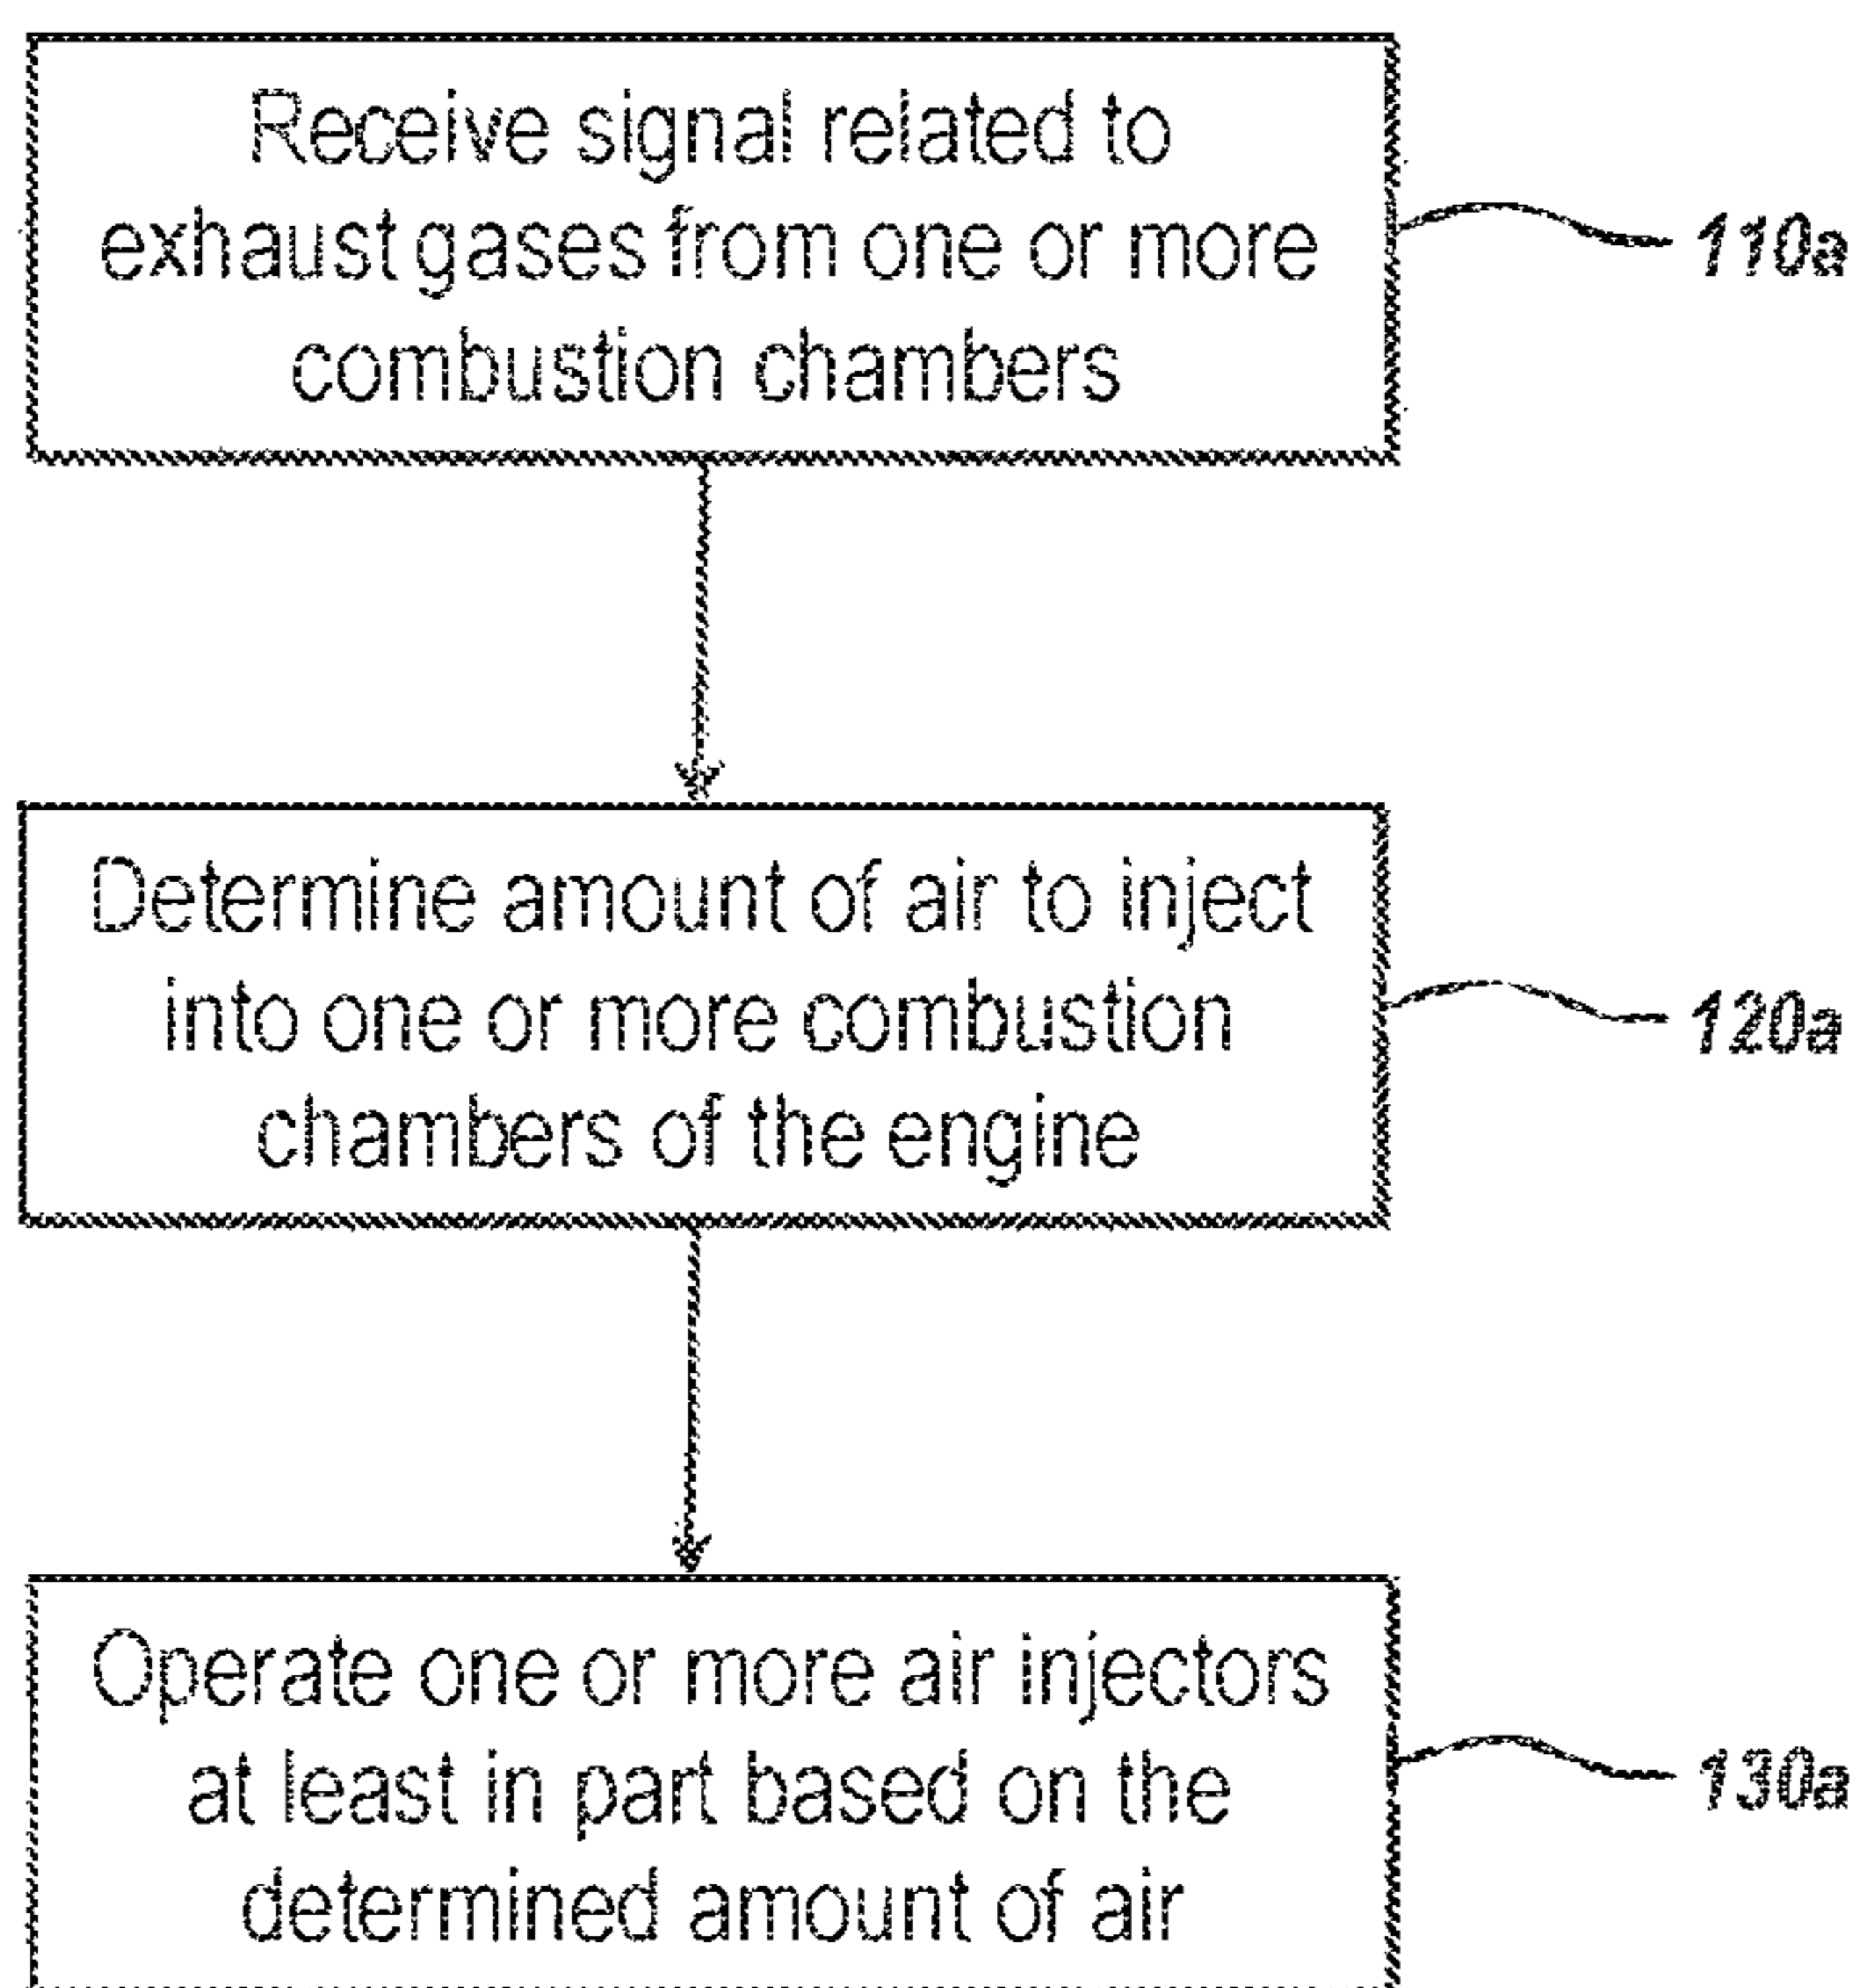 Receive signal related to
exhaust gases from one or more
combustion chambers
110a
Determine amount of air to inject
into one or more combustion
chambers of the engine
120a
Operate one or more air injectors
at least in part based on the
determined amount of air
130a